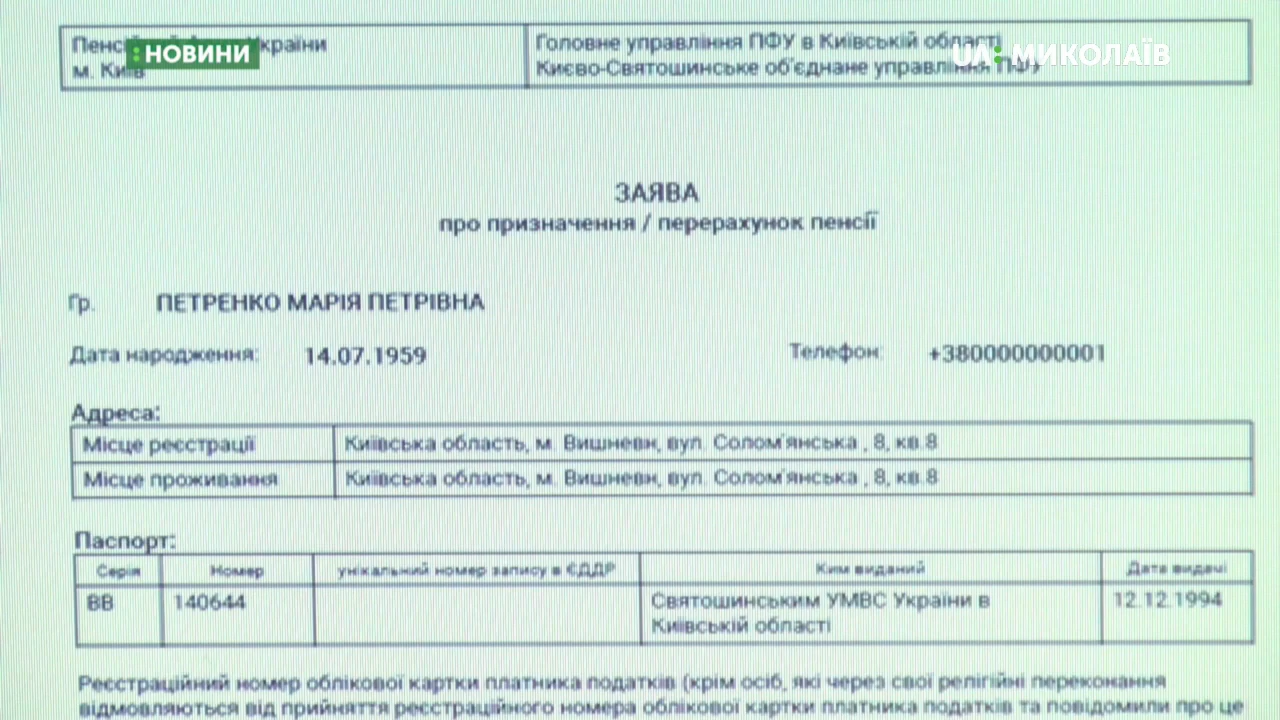 : НОВИНИ
UA: МИКОЛАЇВ
Головне управління ПФУ в Київській області
м. Київ
Києво-Святошинське об'єднане управління ПФУ
ЗАЯВА
про призначення / перерахунок пенсії
Гр. ПЕТРЕНКО МАРІЯ ПЕТРІВНА
Дата народження: 14.07.1959 Телефон: +380000000001
Адреса:
Місце реєстрації Київська область, м. Вишневн, вул. Солом'янська , 8, кв.8
Місце проживання Київська область, м. Вишневн, вул. Солом'янська , 8, кв.8
Паспорт:
Серія Номер унікальний номер запису в ЄДДР Ким виданий Дата видачі
ВВ 140644 Святошинським УМВС України в 12.12.1994
Київській області
Реєстраційний номер облікової картки платника податків (крім осіб, які через свої релігійні переконання
відмовляються від прийняття реєстраційного номера облікової картки платника податків та повідомили про це